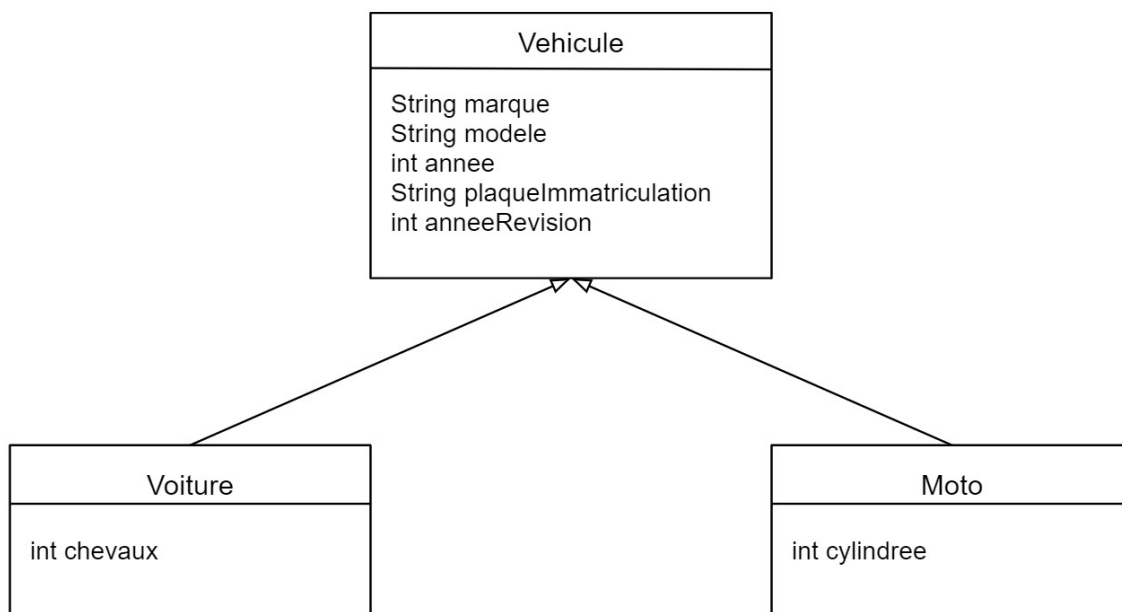 Vehicule
String marque
String modele
int annee
String plaqueImmatriculation
int anneeRevision
Voiture
int chevaux
Moto
int cylindree